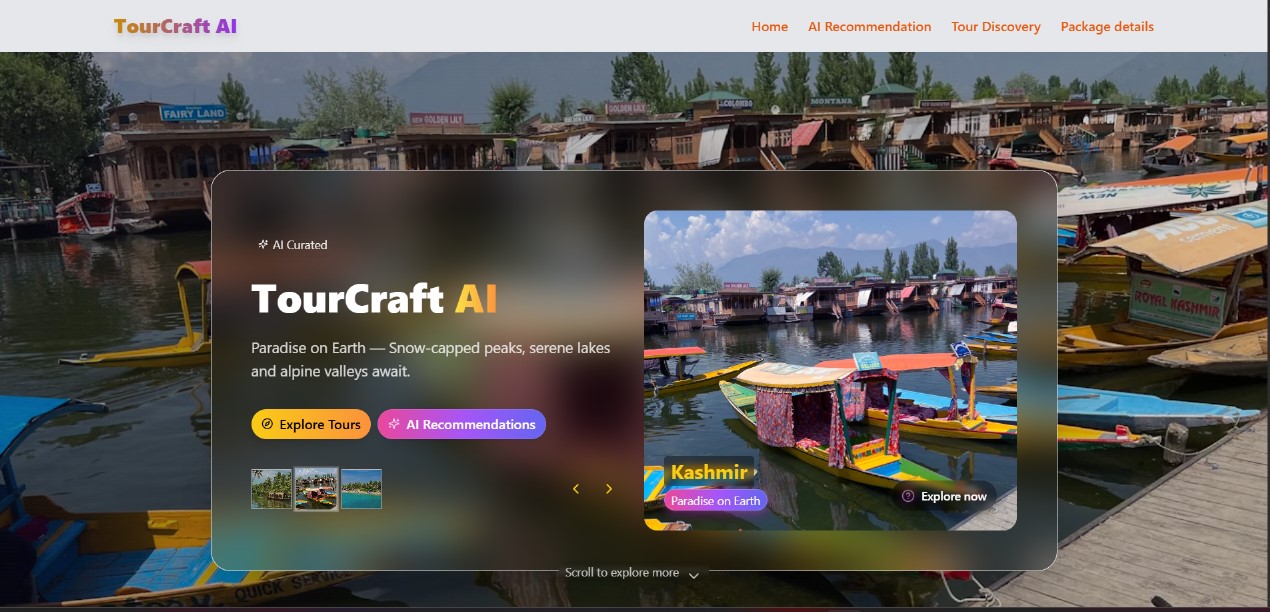 TourCraft AI
Home
AI Recommendation
Tour Discovery
Package details
FAIRY LAND
NEW GOLDEN LILY
GOLDEN LILY
COLOMBO
MONTANA
NEW
ROYAL KASHMIR
AI Curated
TourCraft AI
Paradise on Earth — Snow-capped peaks, serene lakes
and alpine valleys await.
Explore Tours
AI Recommendations
Kashmir
Paradise on Earth
Explore now
Scroll to explore more
QUICK SERVICE